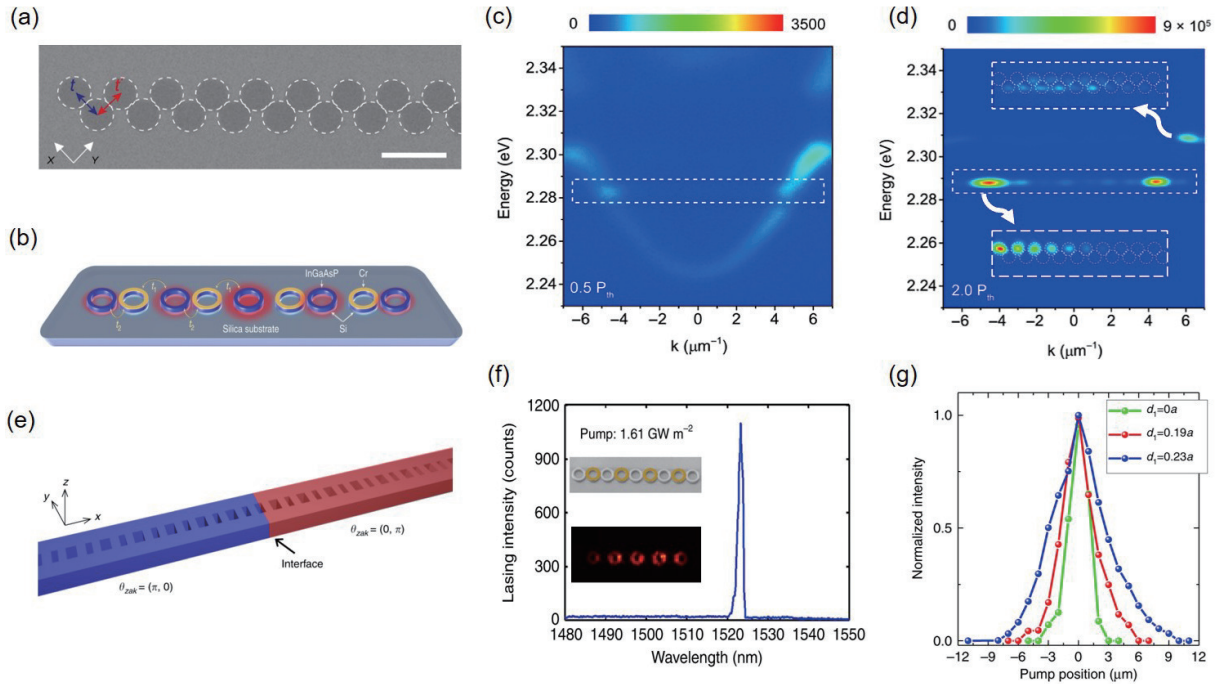 (a)
t
t
X
Y
(b)
t₁
t₁
InGaAsP
Cr
t₂
t₂
Silica substrate
Si
(c)
0
3500
2.34
2.32
2.30
2.28
2.26
2.24
Energy (eV)
0.5 Pth
−6 −4 −2 0 2 4 6
k (μm⁻¹)
(d)
0
9 × 10⁵
2.34
2.32
2.30
2.28
2.26
2.24
Energy (eV)
2.0 Pth
−6 −4 −2 0 2 4 6
k (μm⁻¹)
(e)
z
y
x
θzak = (0, π)
Interface
θzak = (π, 0)
(f)
1200
900
600
300
0
Lasing intensity (counts)
Pump: 1.61 GW m⁻²
1480 1490 1500 1510 1520 1530 1540 1550
Wavelength (nm)
(g)
1.0
0.5
0.0
Normalized intensity
d₁=0a
d₁=0.19a
d₁=0.23a
−12 −9 −6 −3 0 3 6 9 12
Pump position (μm)